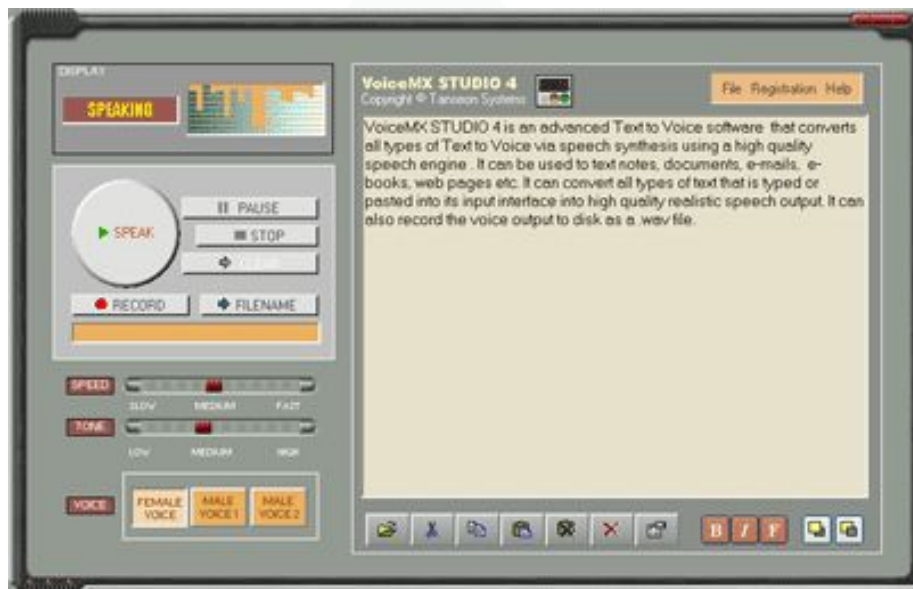 DISPLAY
SPEAKING
PAUSE
SPEAK
STOP
RECORD
FILENAME
SPEED
SLOW MEDIUM FAST
TONE
LOW MEDIUM HIGH
VOICE
FEMALE VOICE
MALE VOICE 1
MALE VOICE 2
VoiceMX STUDIO 4
Copyright © Tanseon Systems
File Registration Help
VoiceMX STUDIO 4 is an advanced Text to Voice software that converts
all types of Text to Voice via speech synthesis using a high quality
speech engine . It can be used to text notes, documents, e-mails, e-
books, web pages etc. It can convert all types of text that is typed or
pasted into its input interface into high quality realistic speech output. It can
also record the voice output to disk as a .wav file.
B I F